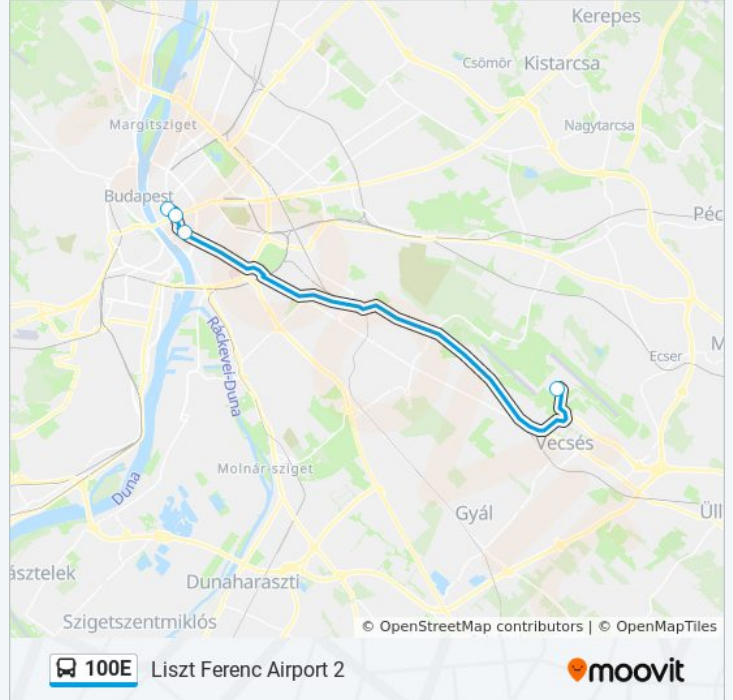 Kerepes
Csömör
Kistarcsa
Margitsziget
Nagytarcsa
Budapest
Péc
M
Ecser
Ráckevei-Duna
Vecsés
Molnár-sziget
Duna
Gyál
Üll
ásztelek
Dunaharaszti
Szigetszentmiklós
© OpenStreetMap contributors | © OpenMapTiles
100E Liszt Ferenc Airport 2
moovit